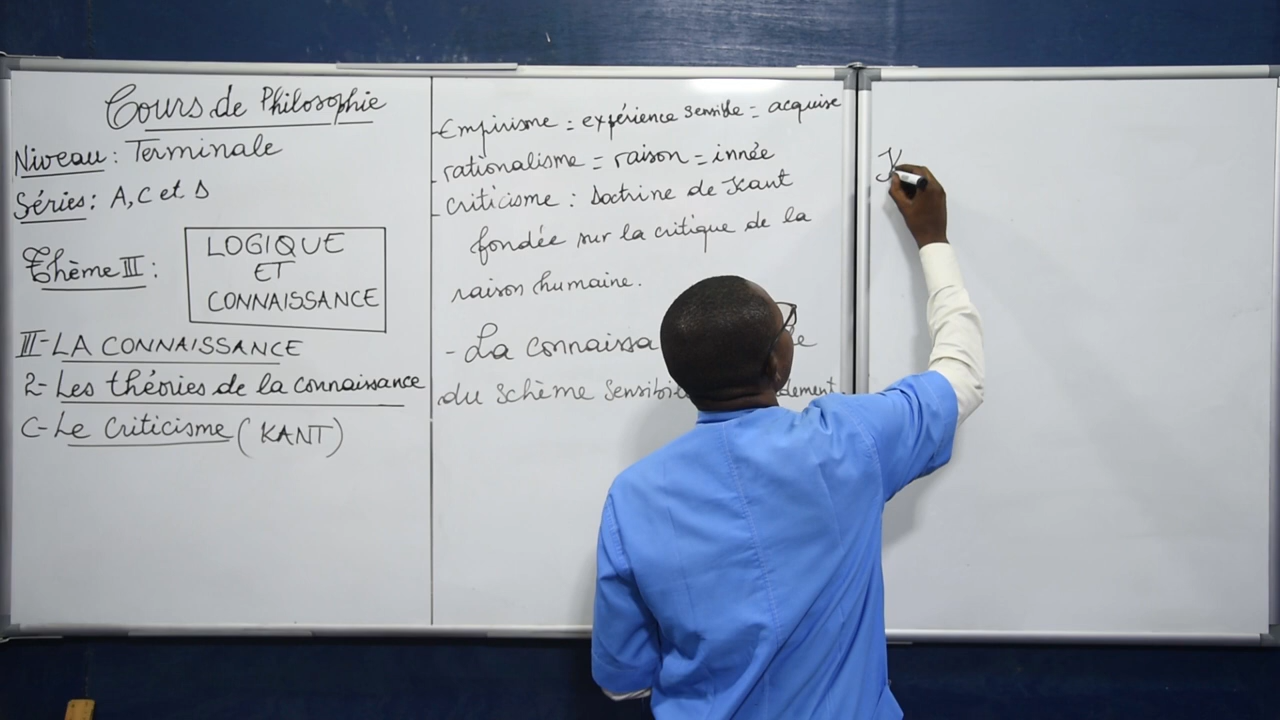 Cours de Philosophie
Niveau : Terminale
Séries : A, C et D
Thème III :
LOGIQUE
ET
CONNAISSANCE
II- LA CONNAISSANCE
2- Les théories de la connaissance
C- Le Criticisme (KANT)
- Empirisme = expérience sensible = acquise
- rationalisme = raison = innée
- criticisme : Doctrine de Kant
fondée sur la critique de la
raison humaine.
- La
du schème
K